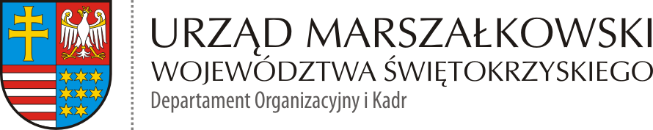 URZĄD MARSZAŁKOWSKI
WOJEWÓDZTWA ŚWIĘTOKRZYSKIEGO
Departament Organizacyjny i Kadr